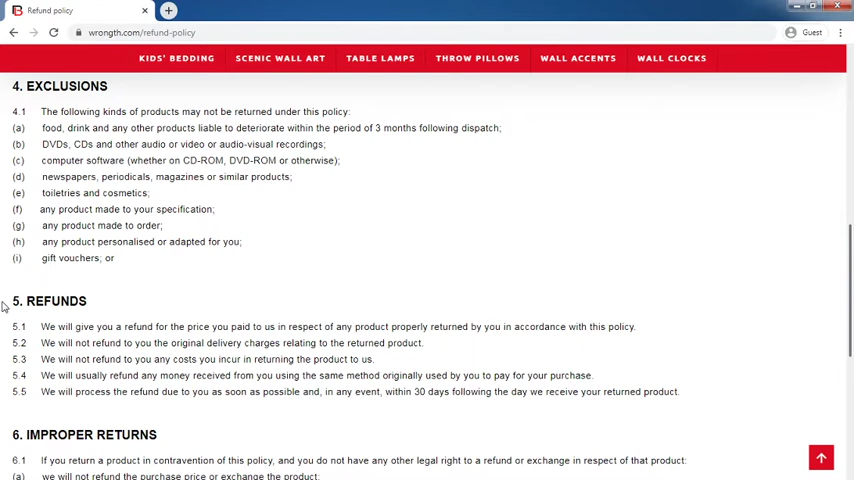 Refund policy
wrongth.com/refund-policy
Guest
KIDS' BEDDING SCENIC WALL ART TABLE LAMPS THROW PILLOWS WALL ACCENTS WALL CLOCKS
4. EXCLUSIONS
4.1 The following kinds of products may not be returned under this policy:
(a) food, drink and any other products liable to deteriorate within the period of 3 months following dispatch;
(b) DVDs, CDs and other audio or video or audio-visual recordings;
(c) computer software (whether on CD-ROM, DVD-ROM or otherwise);
(d) newspapers, periodicals, magazines or similar products;
(e) toiletries and cosmetics;
(f) any product made to your specification;
(g) any product made to order;
(h) any product personalised or adapted for you;
(i) gift vouchers; or
5. REFUNDS
5.1 We will give you a refund for the price you paid to us in respect of any product properly returned by you in accordance with this policy.
5.2 We will not refund to you the original delivery charges relating to the returned product.
5.3 We will not refund to you any costs you incur in returning the product to us.
5.4 We will usually refund any money received from you using the same method originally used by you to pay for your purchase.
5.5 We will process the refund due to you as soon as possible and, in any event, within 30 days following the day we receive your returned product.
6. IMPROPER RETURNS
6.1 If you return a product in contravention of this policy, and you do not have any other legal right to a refund or exchange in respect of that product:
(a) we will not refund the purchase price or exchange the product;